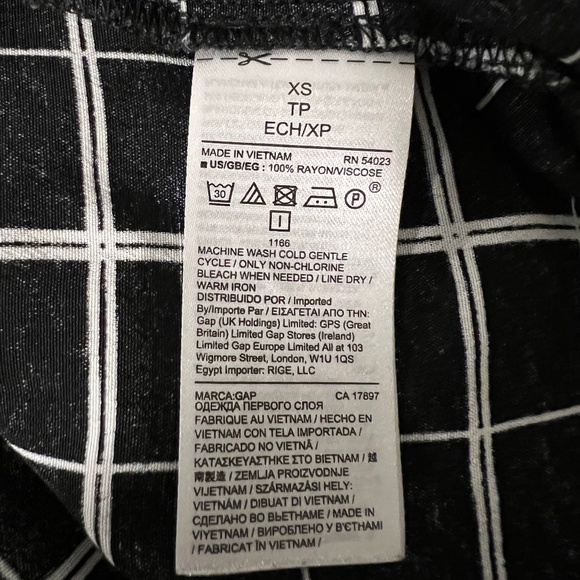 XS
TP
ECH/XP
MADE IN VIETNAM RN 54023
■ US/GB/EG : 100% RAYON/VISCOSE
30 P ®
I
1166
MACHINE WASH COLD GENTLE
CYCLE / ONLY NON-CHLORINE
BLEACH WHEN NEEDED / LINE DRY /
WARM IRON
DISTRIBUIDO POR / Imported
By/Importe Par / ΕΙΣΑΓΕΤΑΙ ΑΠΟ ΤΗΝ:
Gap (UK Holdings) Limited: GPS (Great
Britain) Limited Gap Stores (Ireland)
Limited Gap Europe Limited All at 103
Wigmore Street, London, W1U 1QS
Egypt Importer: RIGE, LLC
MARCA:GAP CA 17897
ОДЕЖДА ПЕРВОГО СЛОЯ
FABRIQUE AU VIETNAM / HECHO EN
VIETNAM CON TELA IMPORTADA /
FABRICADO NO VIETNÃ /
ΚΑΤΑΣΚΕΥΑΣΤΗΚΕ ΣΤΟ ΒΙΕΤΝΑΜ / 越
南製造 / ZEMLJA PROIZVODNJE
VIJETNAM / SZÁRMAZÁSI HELY:
VIETNÁM / DIBUAT DI VIETNAM /
СДЕЛАНО ВО ВЬЕТНАМЕ / MADE IN
WIETNAM / ВИРОБЛЕНО У В'ЄТНАМІ
/ FABRICAT ÎN VIETNAM /